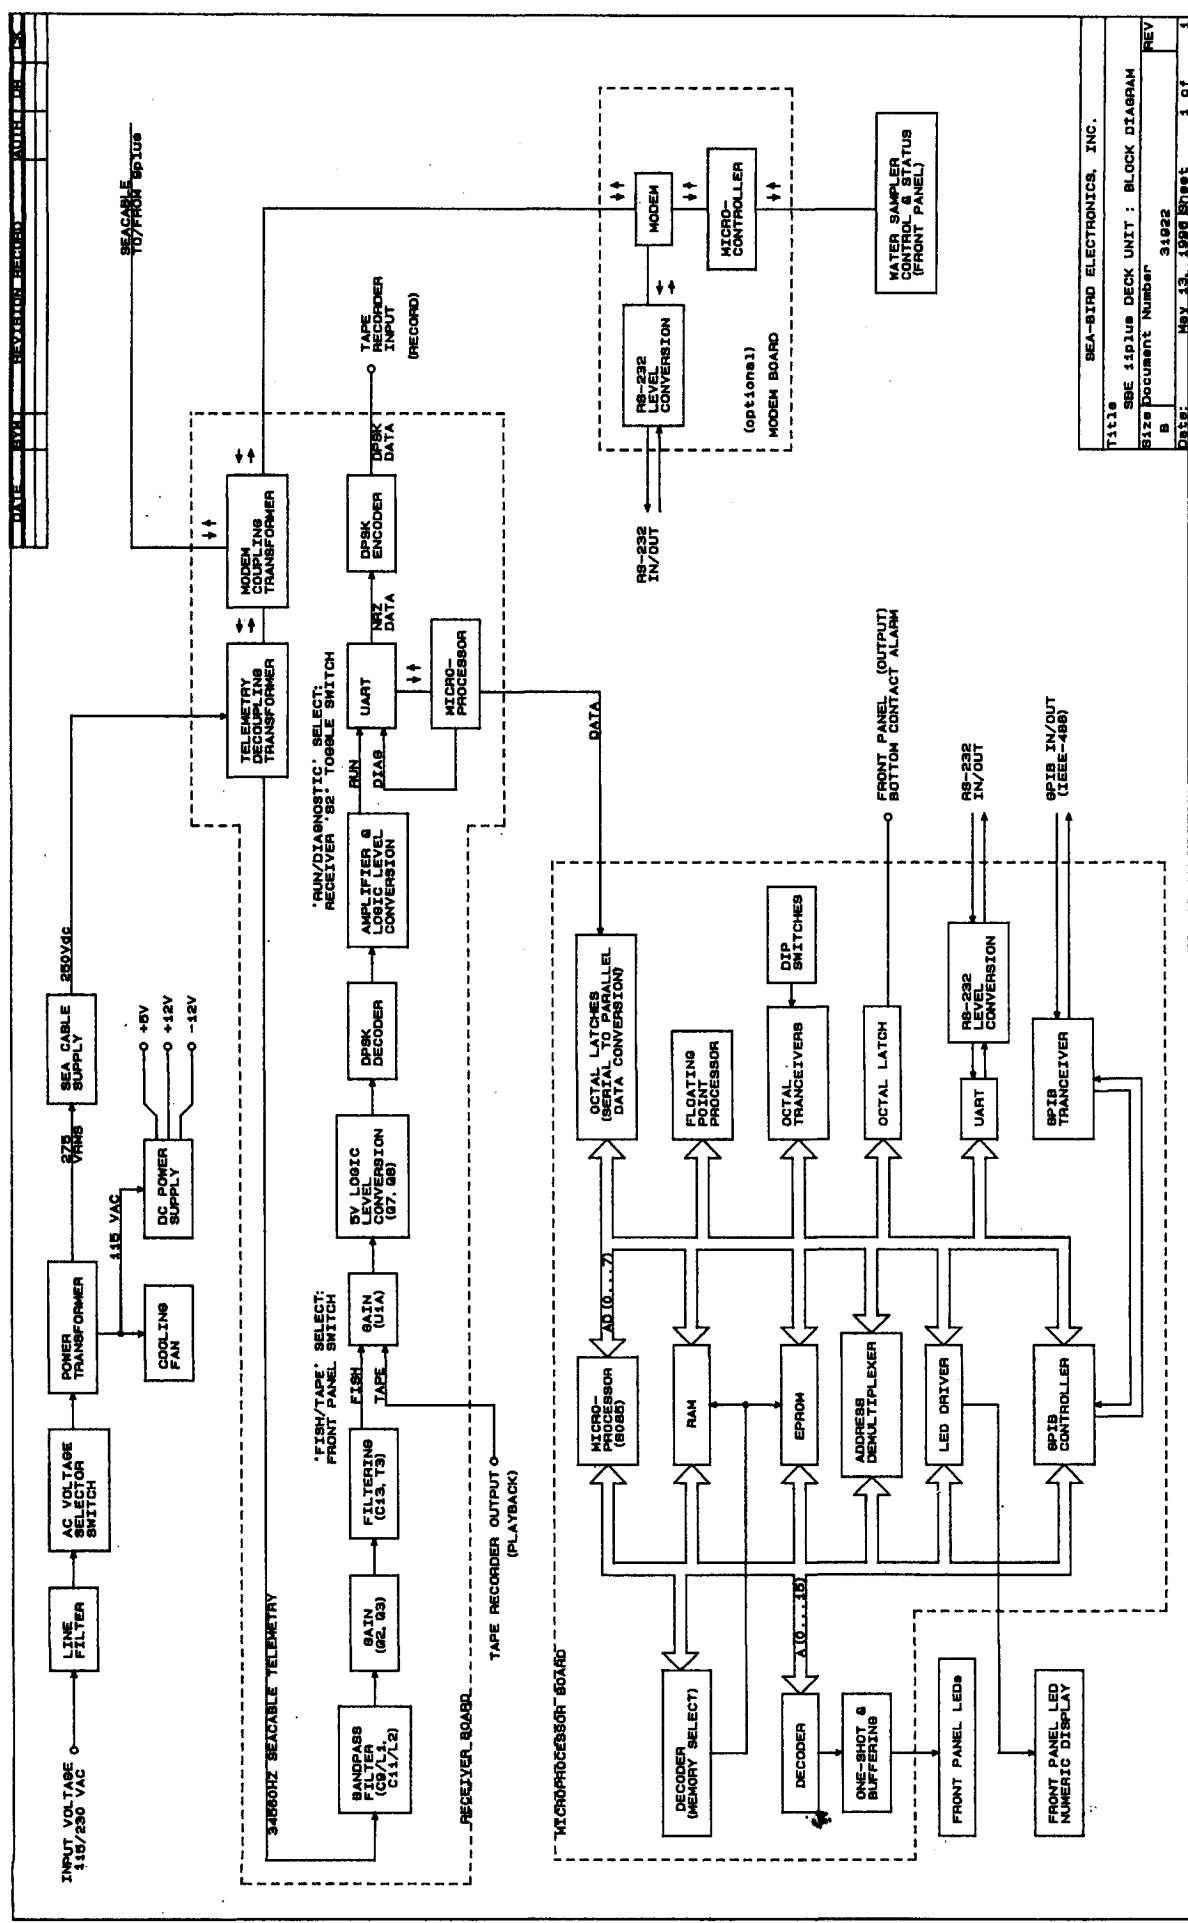 DATE
SYM
REVISION RECORD
AUTH
DR
CK
INPUT VOLTAGE
115/230 VAC
LINE
FILTER
AC VOLTAGE
SELECTOR
SWITCH
POWER
TRANSFORMER
275
VRMS
SEA CABLE
SUPPLY
250Vdc
115 VAC
COOLING
FAN
DC POWER
SUPPLY
+5V
+12V
-12V
SEACABLE
TO/FROM 9plus
34560HZ SEACABLE TELEMETRY
TELEMETRY
DECOUPLING
TRANSFORMER
MODEM
COUPLING
TRANSFORMER
BANDPASS
FILTER
(C9/L1,
C11/L2)
GAIN
(Q2, Q3)
FILTERING
(C13, T3)
'FISH/TAPE' SELECT:
FRONT PANEL SWITCH
FISH
TAPE
GAIN
(U1A)
5V LOGIC
LEVEL
CONVERSION
(Q7, Q8)
DPSK
DECODER
AMPLIFIER &
LOGIC LEVEL
CONVERSION
'RUN/DIAGNOSTIC' SELECT:
RECEIVER 'S2' TOGGLE SWITCH
RUN
DIAG
UART
NRZ
DATA
DPSK
ENCODER
DPSK
DATA
TAPE
RECORDER
INPUT
(RECORD)
MICRO-
PROCESSOR
RECEIVER BOARD
TAPE RECORDER OUTPUT
(PLAYBACK)
DATA
RS-232
IN/OUT
RS-232
LEVEL
CONVERSION
MODEM
MICRO-
CONTROLLER
(optional)
MODEM BOARD
WATER SAMPLER
CONTROL & STATUS
(FRONT PANEL)
MICROPROCESSOR BOARD
DECODER
(MEMORY SELECT)
DECODER
A(0...15)
ONE-SHOT &
BUFFERING
FRONT PANEL LEDs
FRONT PANEL LED
NUMERIC DISPLAY
MICRO-
PROCESSOR
(8085)
AD(0...7)
RAM
EPROM
ADDRESS
DEMULTIPLEXER
LED DRIVER
GPIB
CONTROLLER
OCTAL LATCHES
(SERIAL TO PARALLEL
DATA CONVERSION)
FLOATING
POINT
PROCESSOR
OCTAL
TRANCEIVERS
DIP
SWITCHES
OCTAL LATCH
UART
RS-232
LEVEL
CONVERSION
GPIB
TRANCEIVER
FRONT PANEL (OUTPUT)
BOTTOM CONTACT ALARM
RS-232
IN/OUT
GPIB IN/OUT
(IEEE-488)
SEA-BIRD ELECTRONICS, INC.
Title
SBE 11plus DECK UNIT : BLOCK DIAGRAM
Size Document Number REV
B 31922
Date: May 13, 1996 Sheet 1 of 1